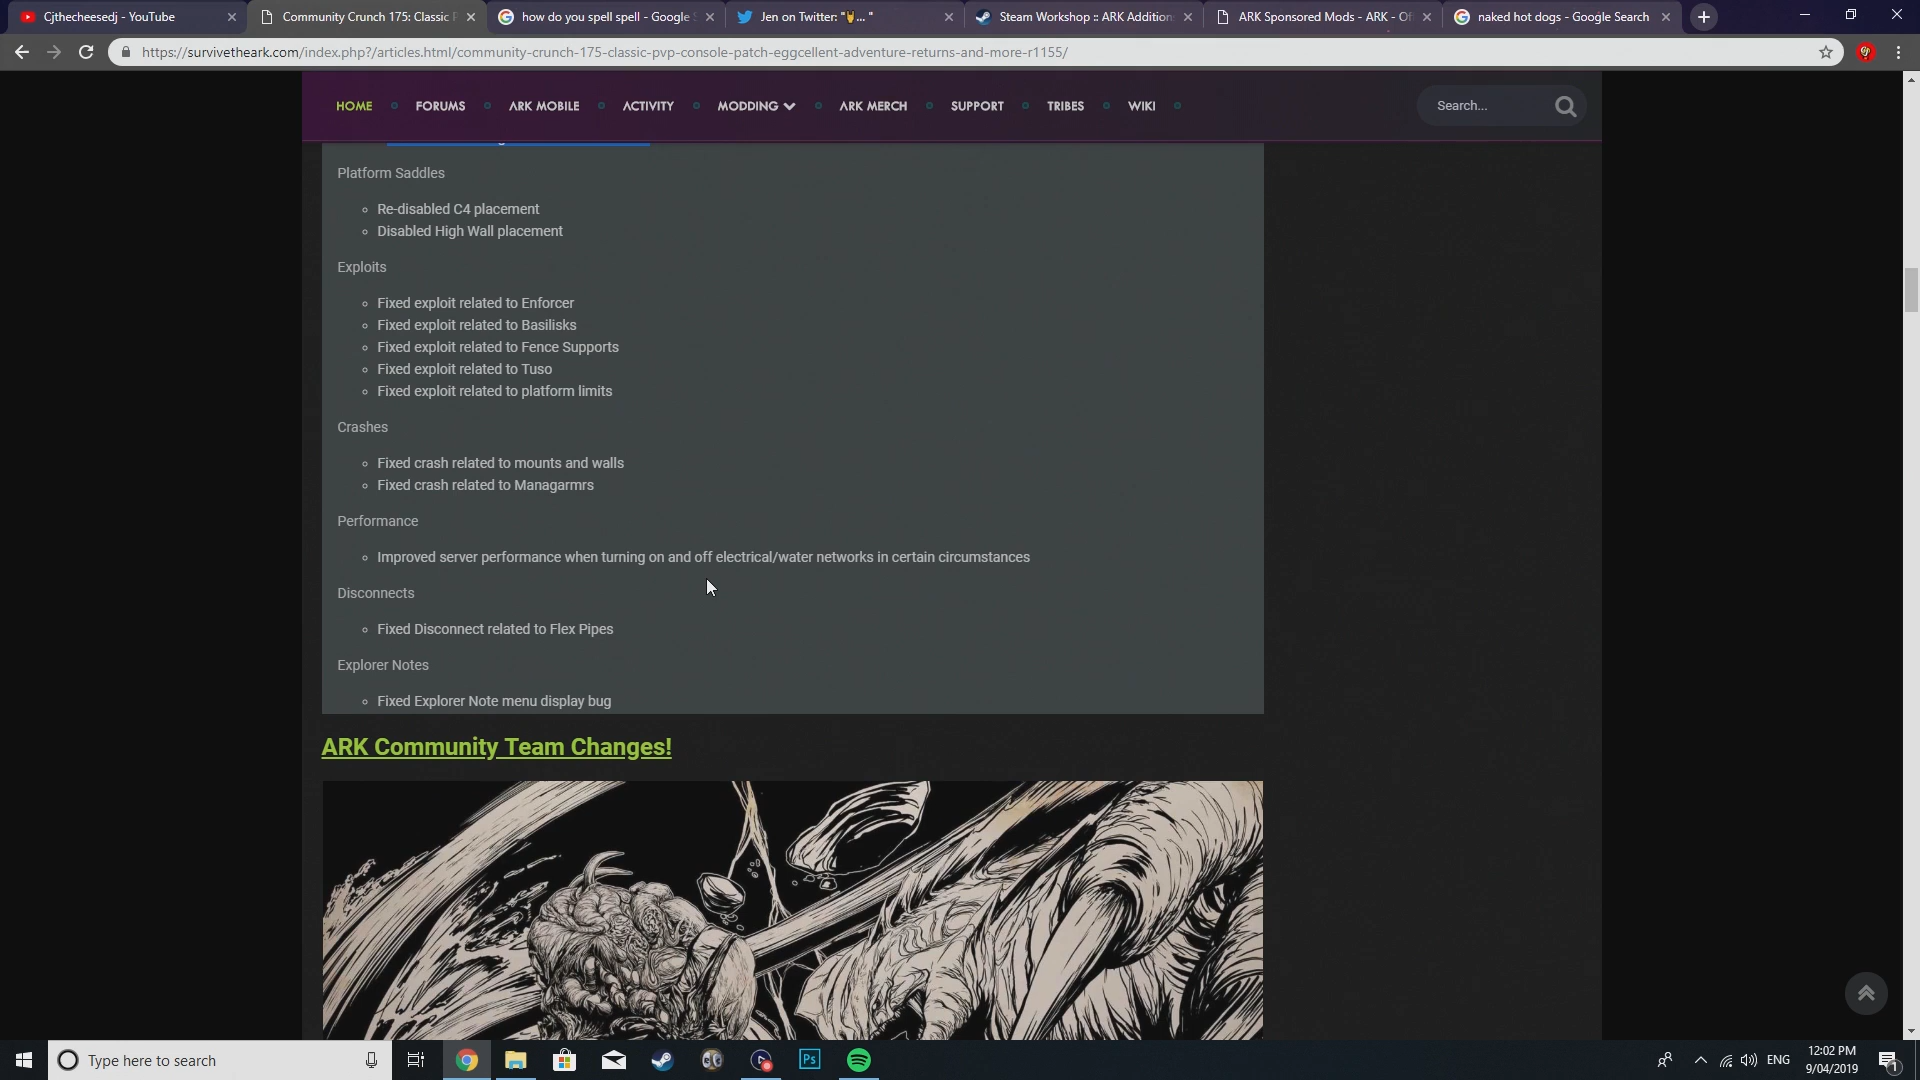 Cjthecheesedj - YouTube
Community Crunch 175: Classic P
how do you spell spell - Google S
Jen on Twitter: "🤘... "
Steam Workshop :: ARK Addition
ARK Sponsored Mods - ARK - Of
naked hot dogs - Google Search
https://survivetheark.com/index.php?/articles.html/community-crunch-175-classic-pvp-console-patch-eggcellent-adventure-returns-and-more-r1155/
HOME
FORUMS
ARK MOBILE
ACTIVITY
MODDING
ARK MERCH
SUPPORT
TRIBES
WIKI
Search...
Platform Saddles
Re-disabled C4 placement
Disabled High Wall placement
Exploits
Fixed exploit related to Enforcer
Fixed exploit related to Basilisks
Fixed exploit related to Fence Supports
Fixed exploit related to Tuso
Fixed exploit related to platform limits
Crashes
Fixed crash related to mounts and walls
Fixed crash related to Managarmrs
Performance
Improved server performance when turning on and off electrical/water networks in certain circumstances
Disconnects
Fixed Disconnect related to Flex Pipes
Explorer Notes
Fixed Explorer Note menu display bug
ARK Community Team Changes!
Type here to search
Ps
ENG
12:02 PM
9/04/2019
1